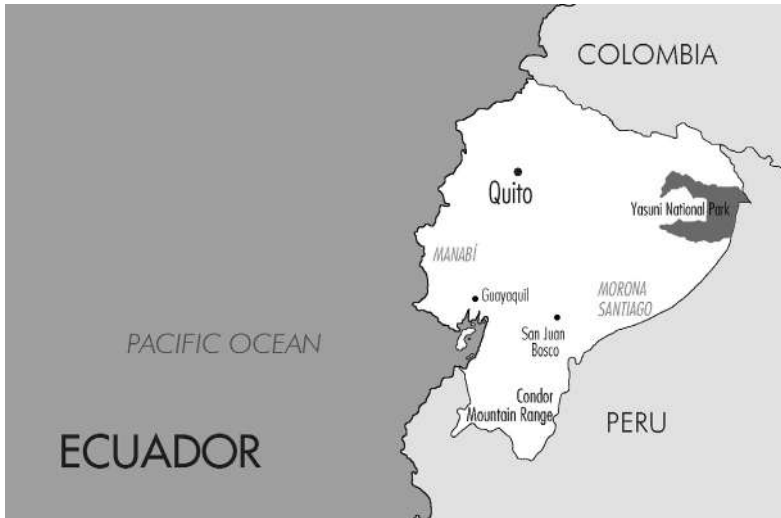 COLOMBIA
Quito
Yasuni National Park
MANABÍ
Guayaquil
MORONA
SANTIAGO
San Juan
Bosco
PACIFIC OCEAN
Condor
Mountain Range
PERU
ECUADOR